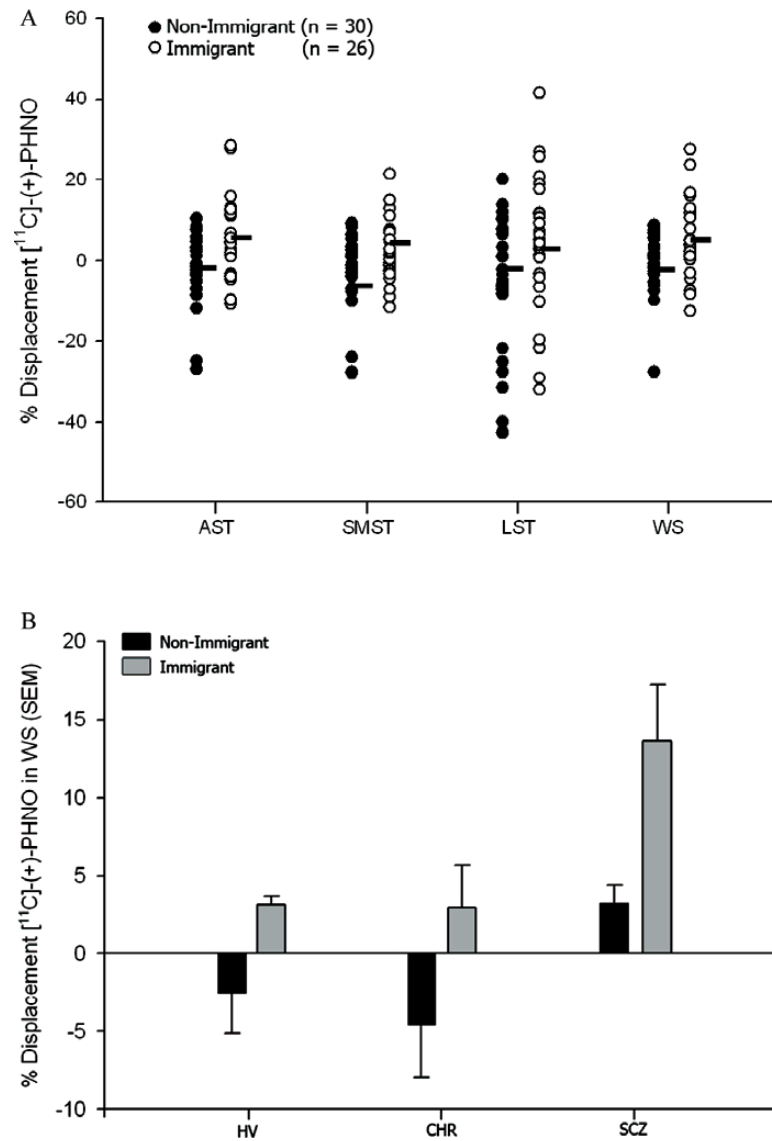 A
% Displacement [¹¹C]-(+)-PHNO
60
40
20
0
-20
-40
-60
Non-Immigrant (n = 30)
Immigrant (n = 26)
AST SMST LST WS
B
% Displacement [¹¹C]-(+)-PHNO in WS (SEM)
20
15
10
5
0
-5
-10
Non-Immigrant
Immigrant
HV CHR SCZ